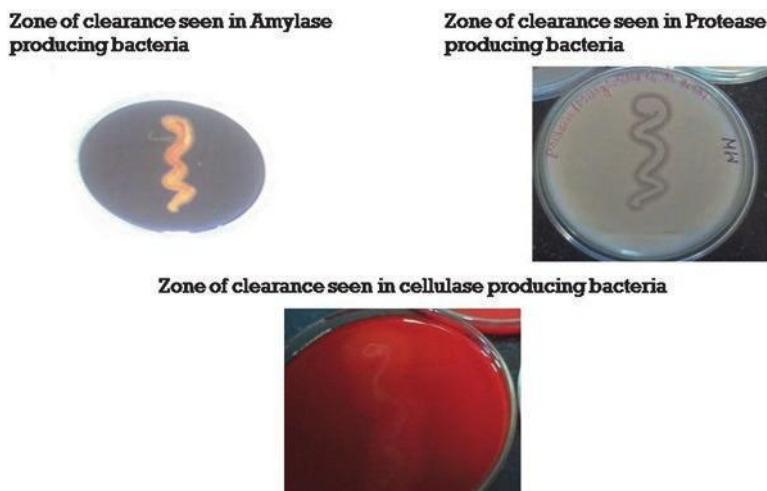 Zone of clearance seen in Amylase
producing bacteria
Zone of clearance seen in Protease
producing bacteria
MM
Zone of clearance seen in cellulase producing bacteria